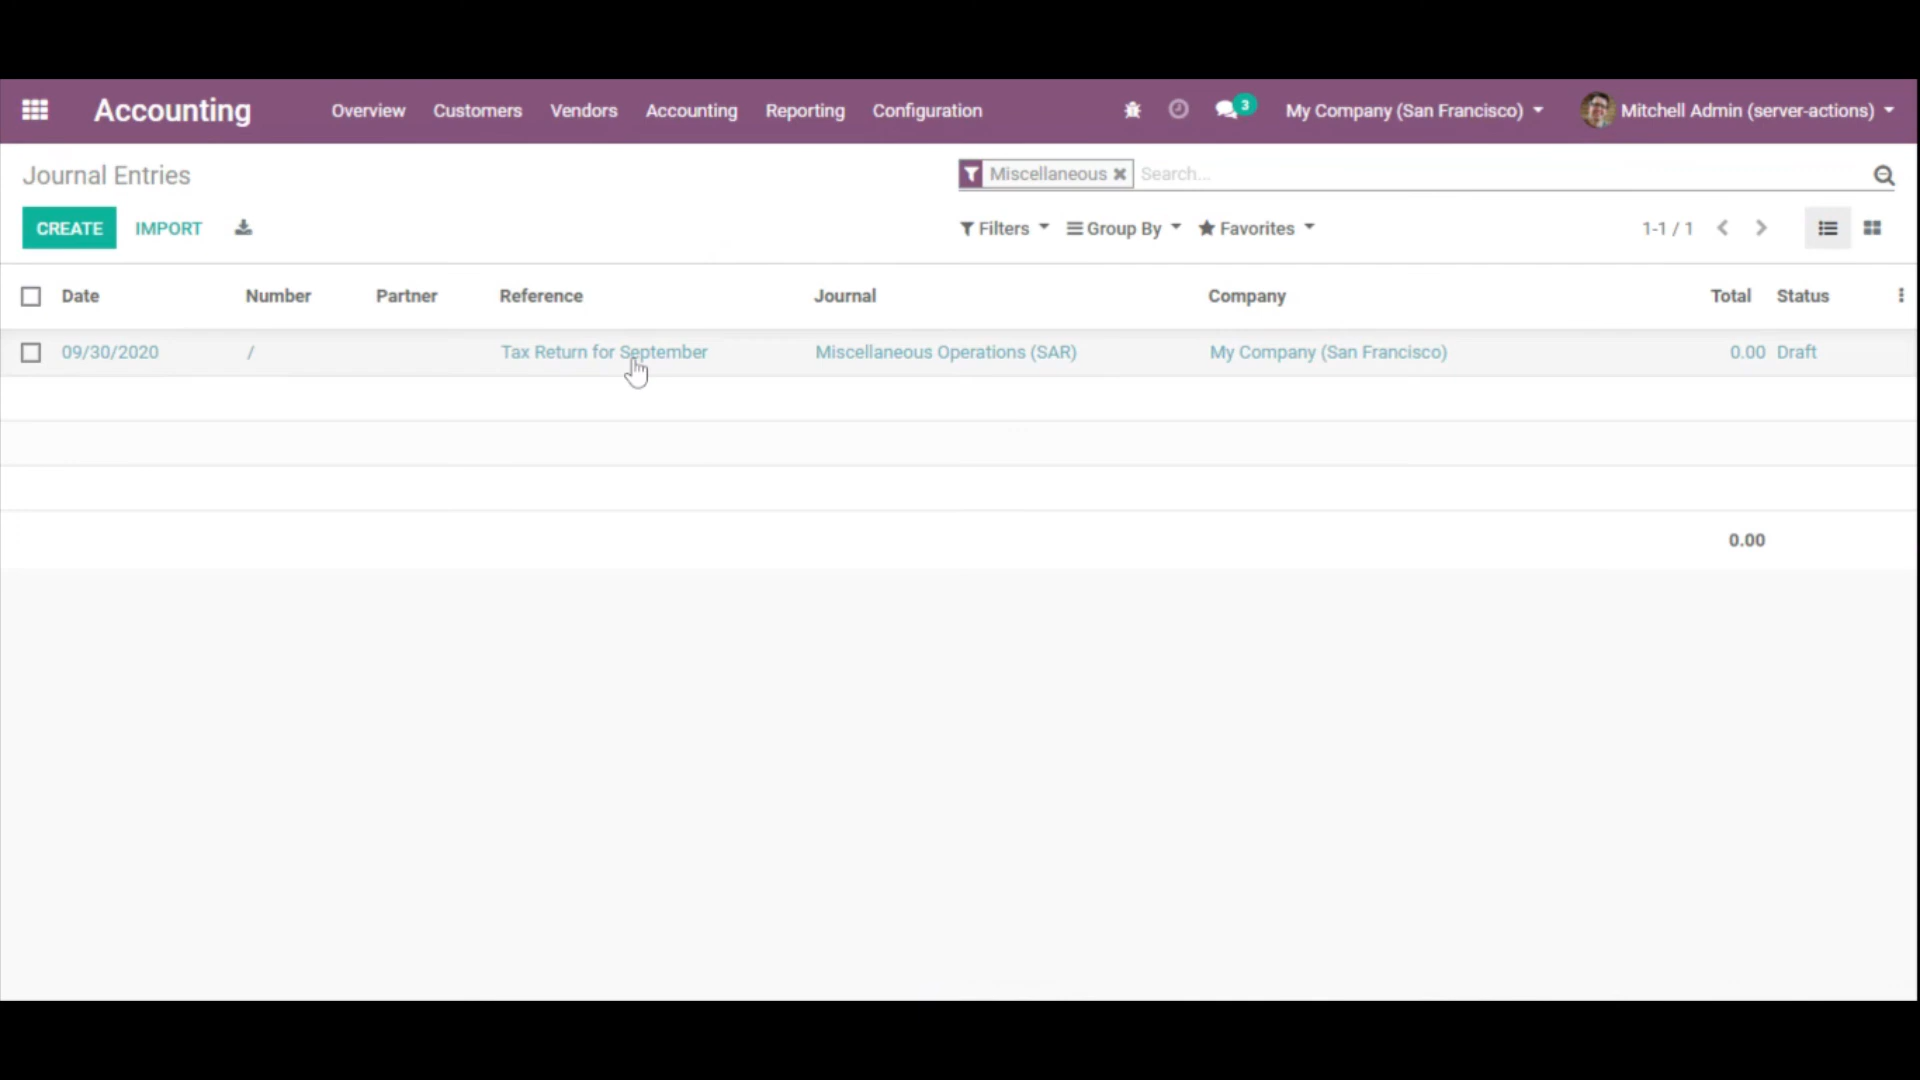 Accounting Overview Customers Vendors Accounting Reporting Configuration 3 My Company (San Francisco) Mitchell Admin (server-actions)
Journal Entries Miscellaneous Search...
CREATE IMPORT Filters Group By Favorites 1-1 / 1
Date Number Partner Reference Journal Company Total Status
09/30/2020 / Tax Return for September Miscellaneous Operations (SAR) My Company (San Francisco) 0.00 Draft
0.00